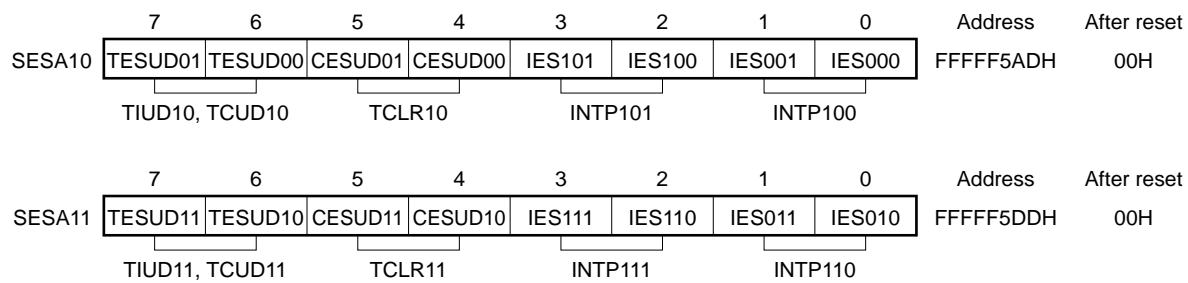 7 6 5 4 3 2 1 0 Address After reset
SESA10 TESUD01 TESUD00 CESUD01 CESUD00 IES101 IES100 IES001 IES000 FFFFF5ADH 00H
TIUD10, TCUD10 TCLR10 INTP101 INTP100
7 6 5 4 3 2 1 0 Address After reset
SESA11 TESUD11 TESUD10 CESUD11 CESUD10 IES111 IES110 IES011 IES010 FFFFF5DDH 00H
TIUD11, TCUD11 TCLR11 INTP111 INTP110